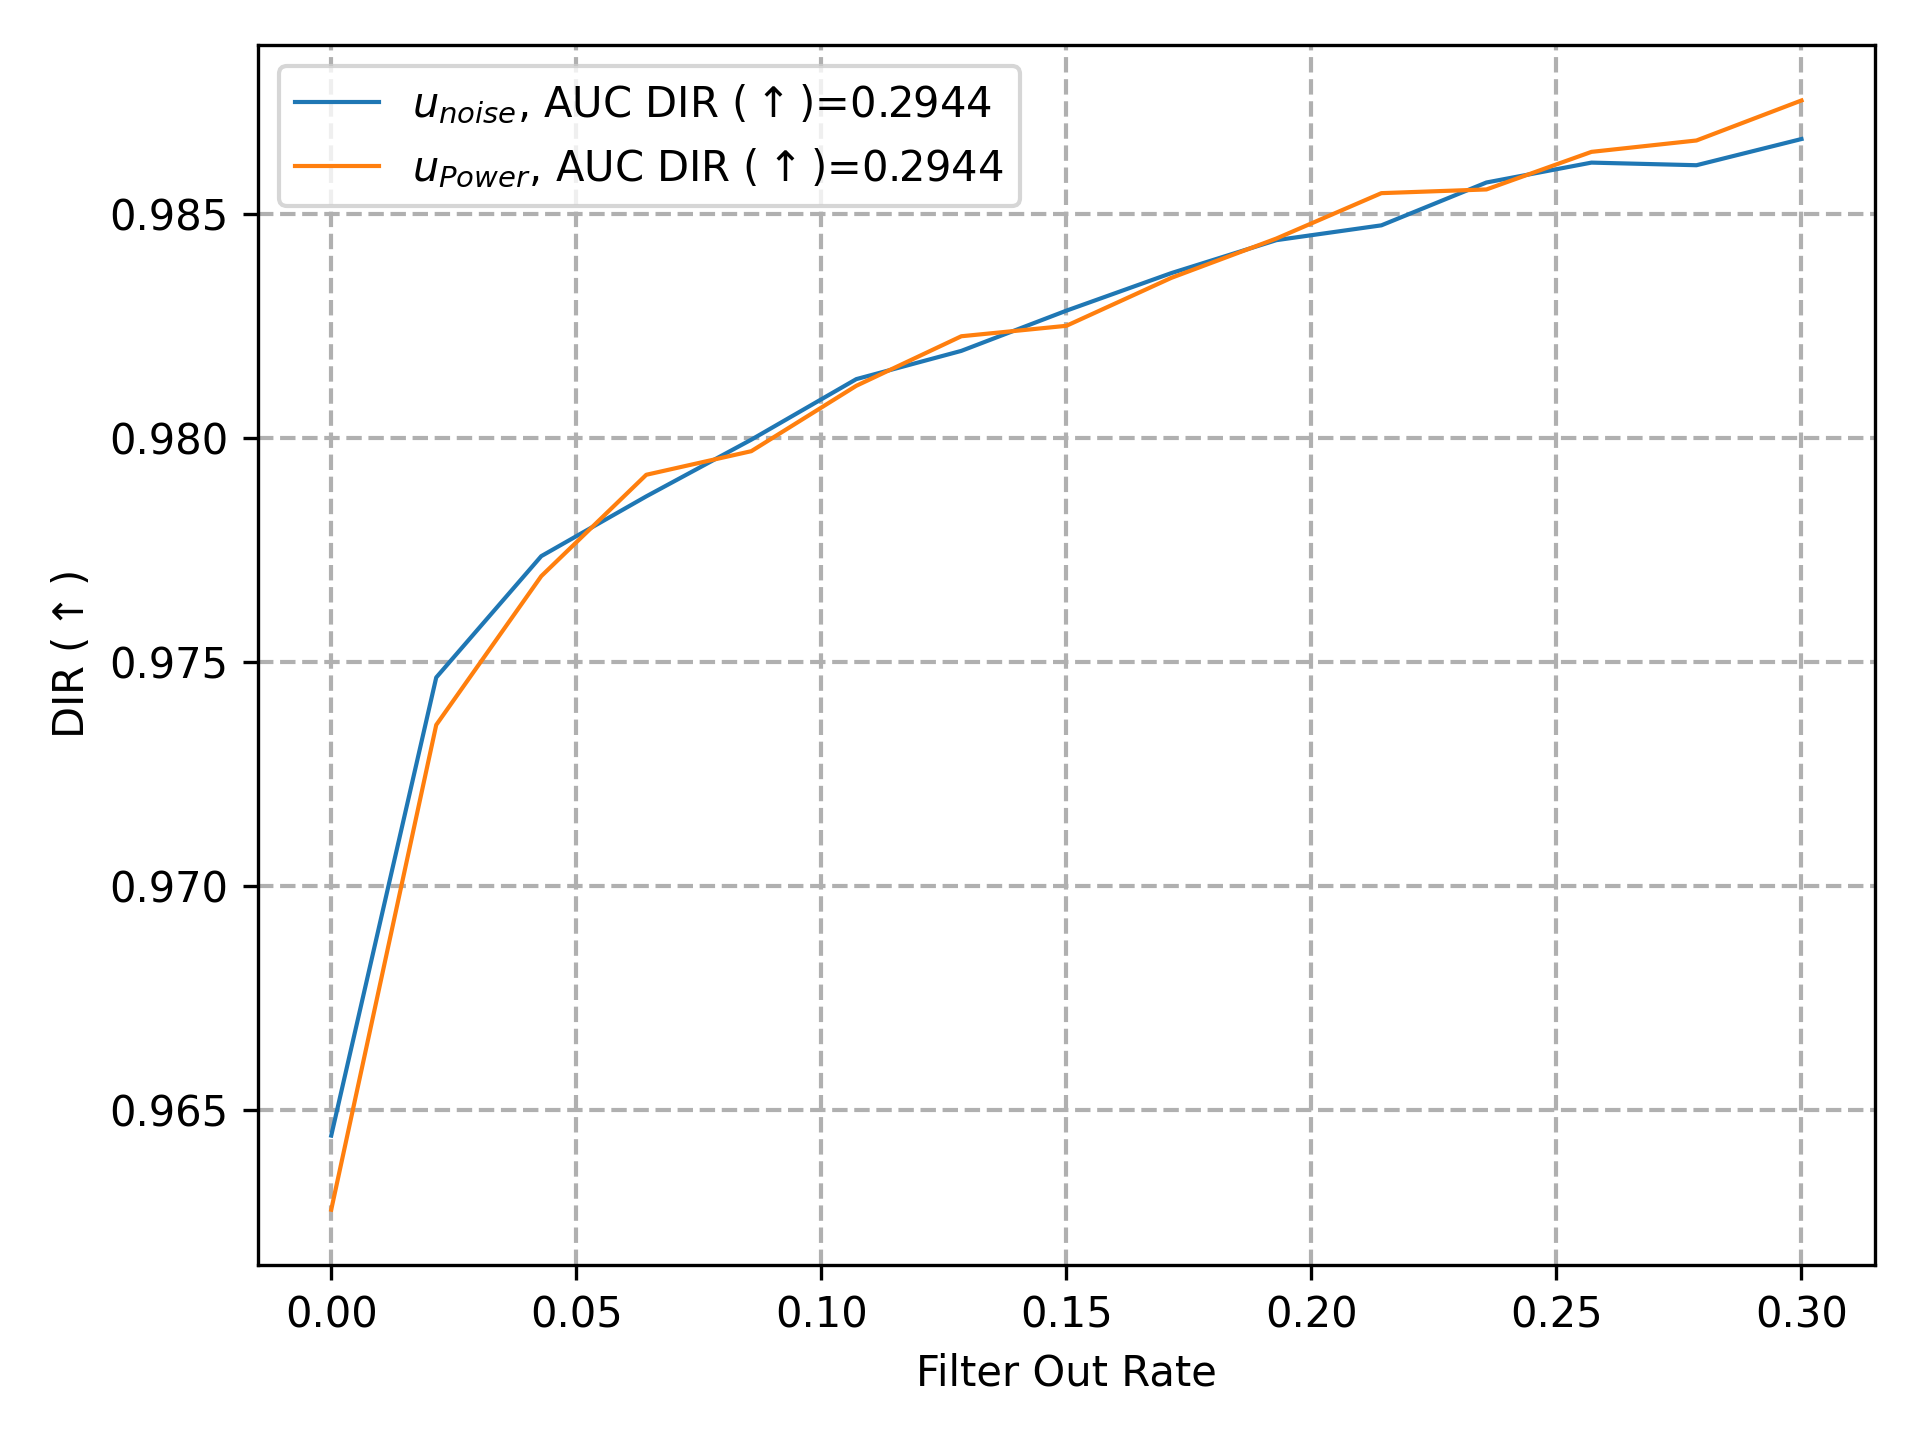 u_noise, AUC DIR (↑)=0.2944
u_Power, AUC DIR (↑)=0.2944
0.985
0.980
0.975
0.970
0.965
DIR (↑)
0.00 0.05 0.10 0.15 0.20 0.25 0.30
Filter Out Rate